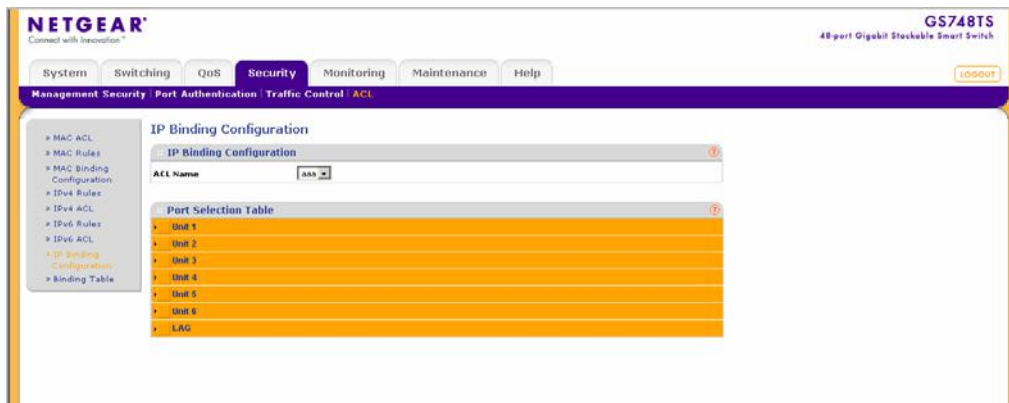 NETGEAR
Connect with Innovation™
GS748TS
48-port Gigabit Stackable Smart Switch
System Switching QoS Security Monitoring Maintenance Help
LOGOUT
Management Security Port Authentication Traffic Control ACL
MAC ACL
MAC Rules
MAC Binding
Configuration
IPv4 Rules
IPv4 ACL
IPv6 Rules
IPv6 ACL
IP Binding
Configuration
Binding Table
IP Binding Configuration
IP Binding Configuration
ACL Name aaa
Port Selection Table
Unit 1
Unit 2
Unit 3
Unit 4
Unit 5
Unit 6
LAG